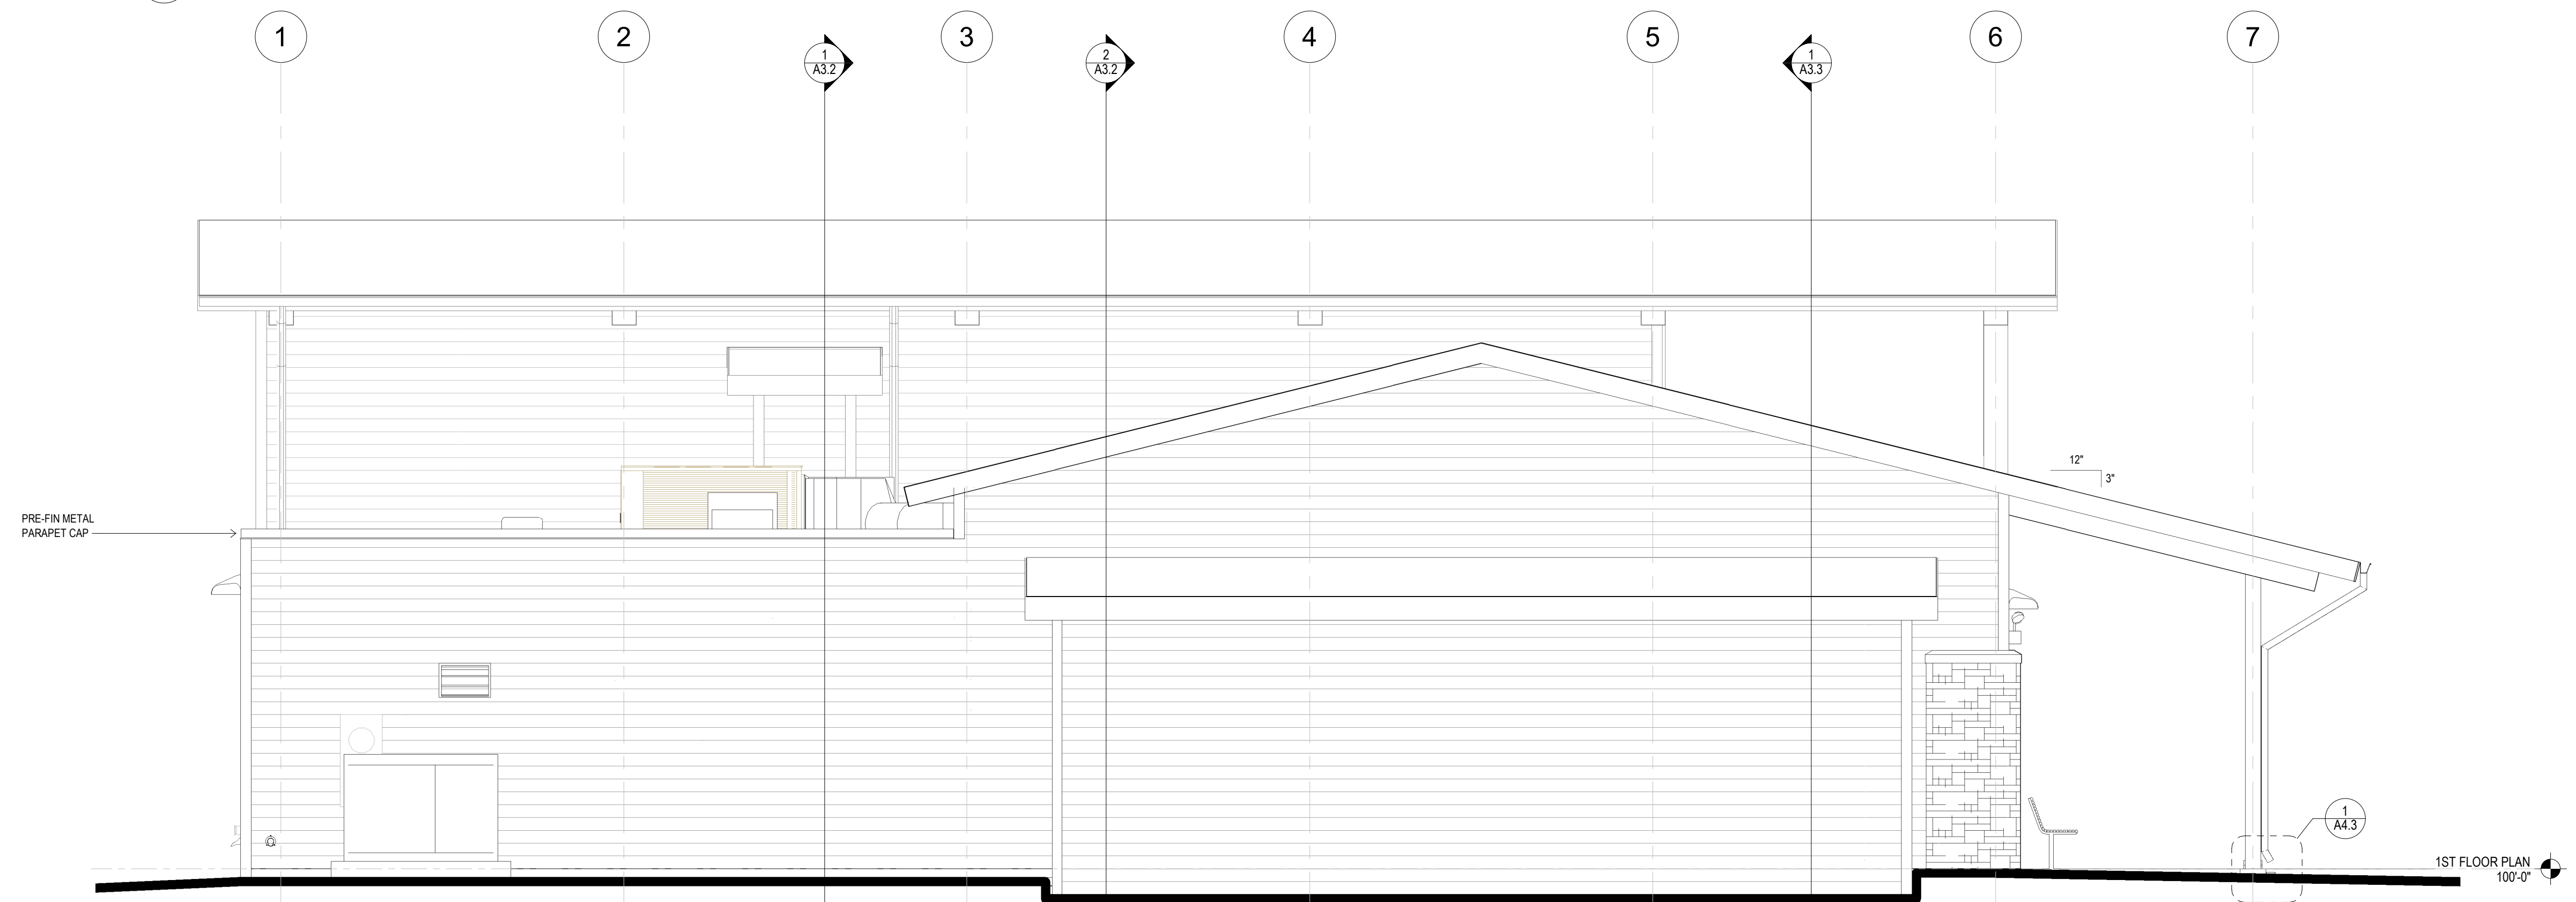 1
2
3
4
5
6
7
1
A3.2
2
A3.2
1
A3.3
12"
3"
PRE-FIN METAL
PARAPET CAP
1
A4.3
1ST FLOOR PLAN
100'-0"